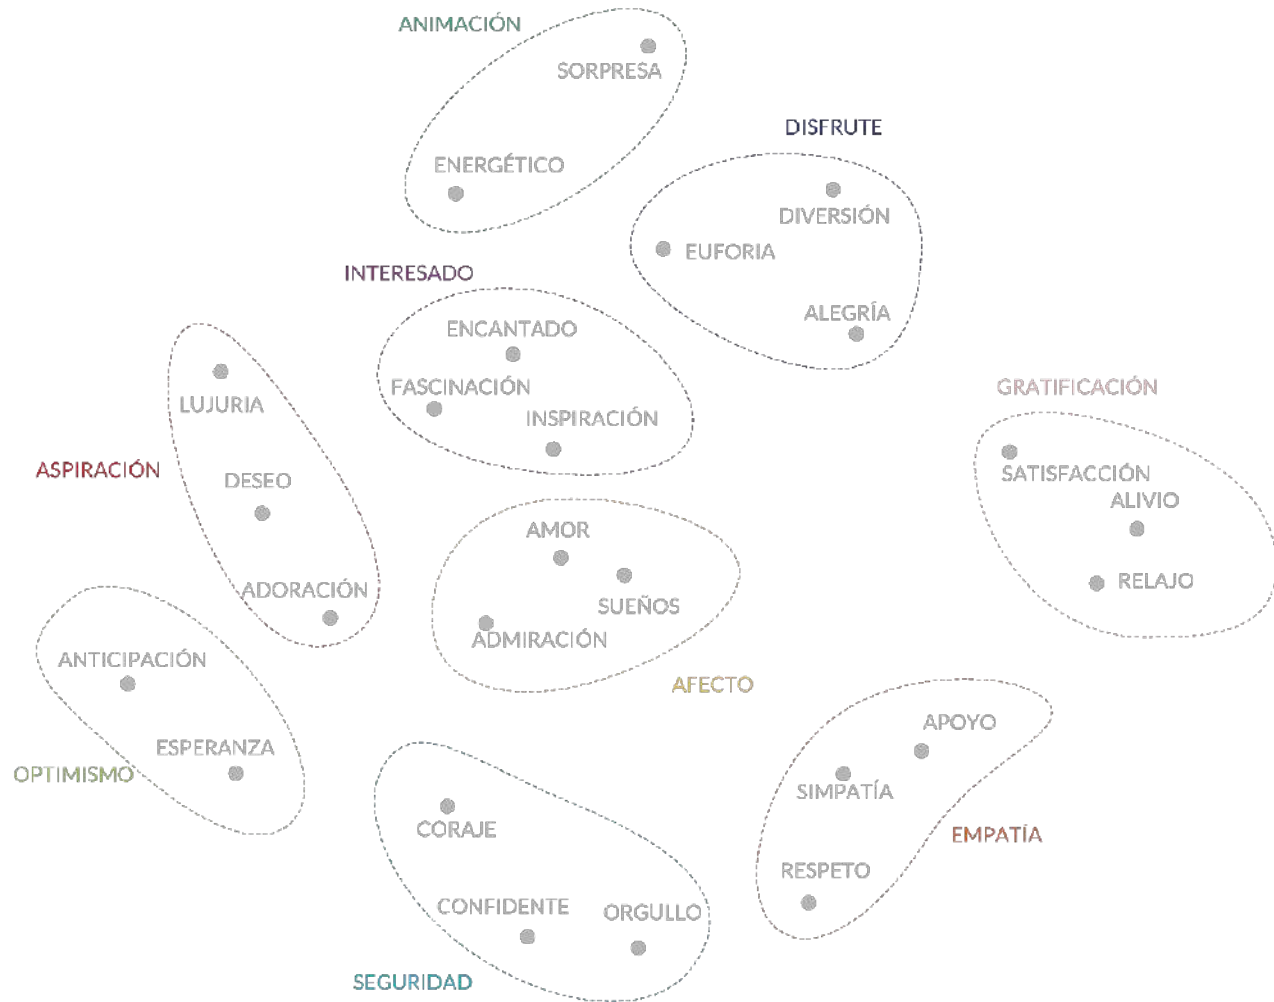 ANIMACIÓN
SORPRESA
ENERGÉTICO
DISFRUTE
DIVERSIÓN
EUFORIA
ALEGRÍA
INTERESADO
ENCANTADO
FASCINACIÓN
INSPIRACIÓN
LUJURIA
ASPIRACIÓN
DESEO
ADORACIÓN
GRATIFICACIÓN
SATISFACCIÓN
ALIVIO
RELAJO
AMOR
SUEÑOS
ADMIRACIÓN
AFECTO
ANTICIPACIÓN
ESPERANZA
OPTIMISMO
APOYO
SIMPATÍA
EMPATÍA
RESPETO
CORAJE
CONFIDENTE
ORGULLO
SEGURIDAD